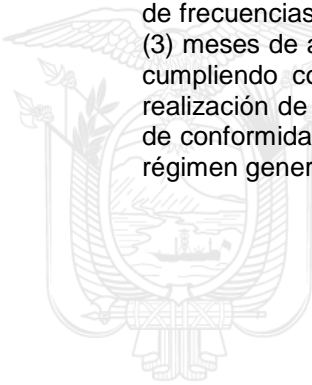 de frecuencias
(3) meses de a
cumpliendo co
realización de
de conformida
régimen gener